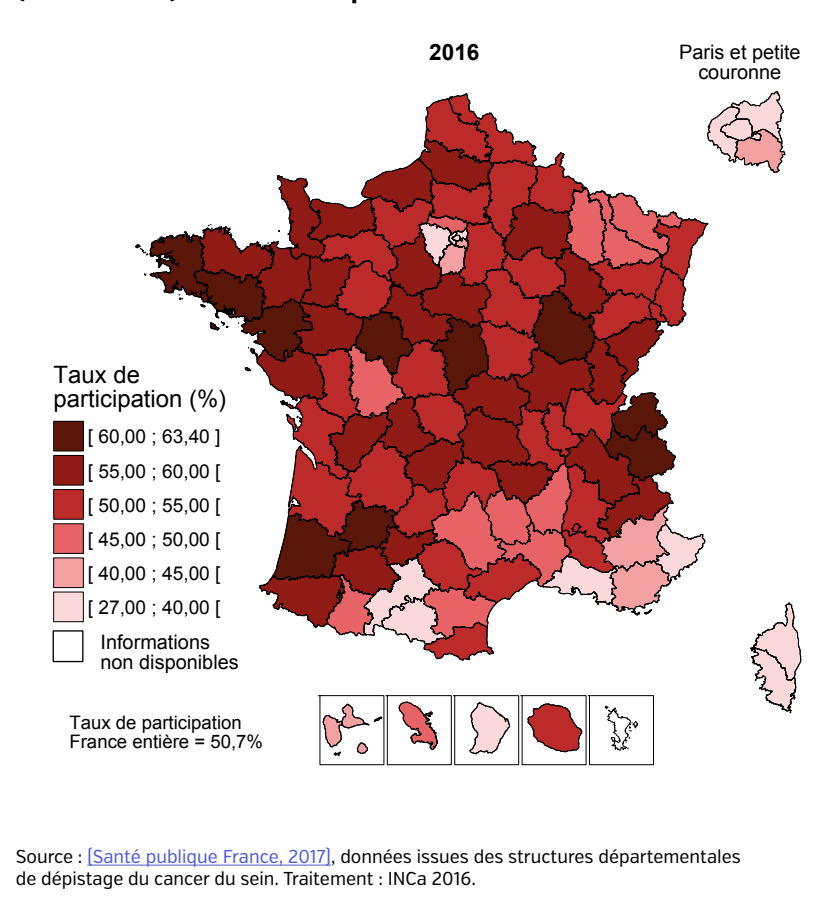 2016
Paris et petite
couronne
Taux de
participation (%)
[ 60,00 ; 63,40 ]
[ 55,00 ; 60,00 [
[ 50,00 ; 55,00 [
[ 45,00 ; 50,00 [
[ 40,00 ; 45,00 [
[ 27,00 ; 40,00 [
Informations
non disponibles
Taux de participation
France entière = 50,7%
Source : [Santé publique France, 2017], données issues des structures départementales
de dépistage du cancer du sein. Traitement : INCa 2016.